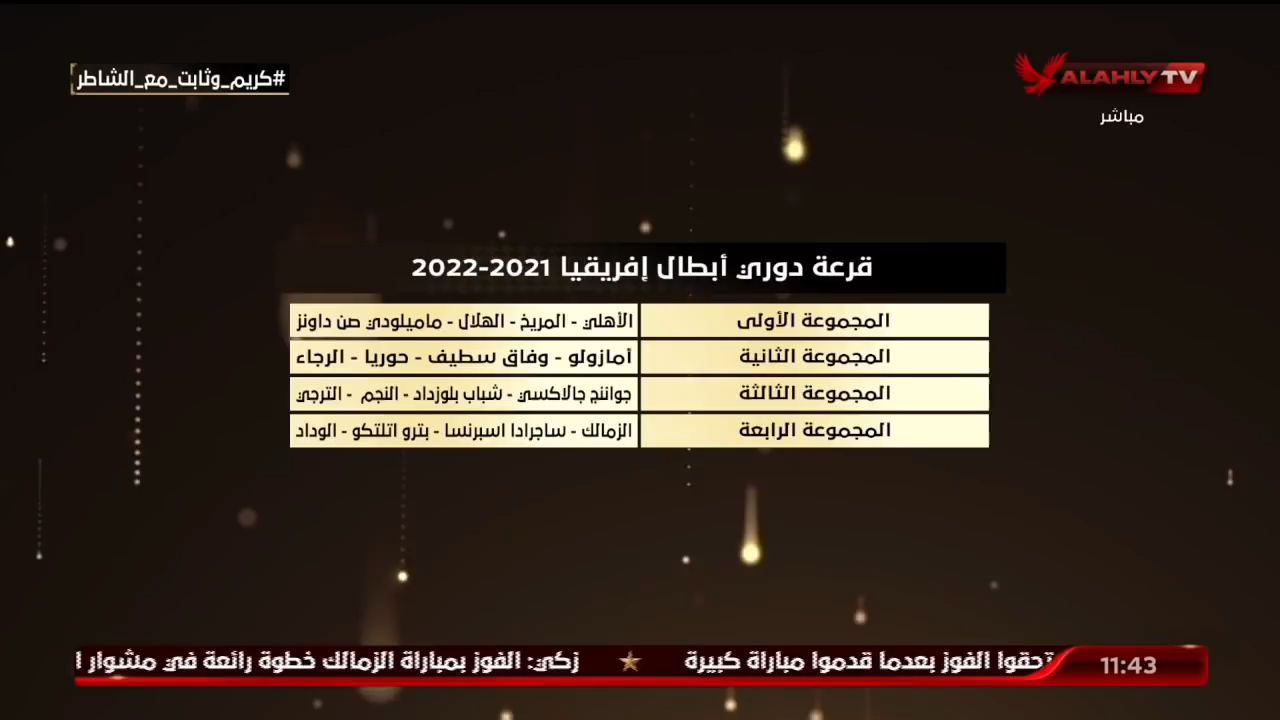 #كريم_وثابت_مع_الشاطر
ALAHLY TV
مباشر
قرعة دوري أبطال إفريقيا 2021-2022
المجموعة الأولى
الأهلي - المريخ - الهلال - ماميلودي صن داونز
المجموعة الثانية
أمازولو - وفاق سطيف - حوريا - الرجاء
المجموعة الثالثة
جواننج جالاكسي - شباب بلوزداد - النجم - الترجي
المجموعة الرابعة
الزمالك - ساجرادا اسبرنسا - بترو اتلتكو - الوداد
11:43
الفوز بعدما قدموا مباراة كبيرة
زكي: الفوز بمباراة الزمالك خطوة رائعة في مشوار